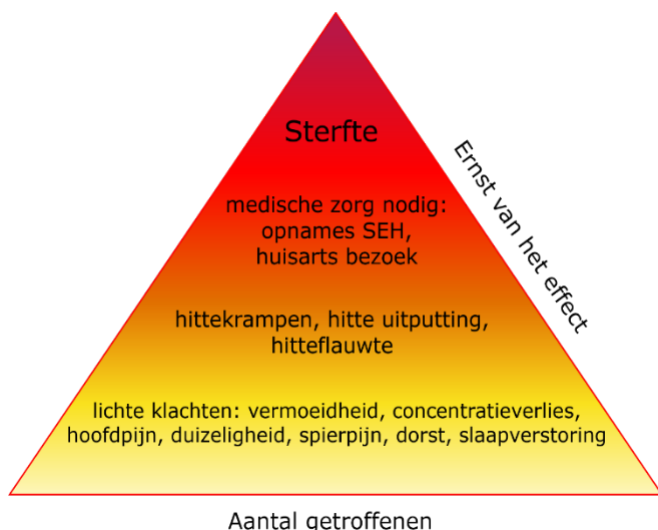 Sterfte
Ernst van het effect
medische zorg nodig:
opnames SEH,
huisarts bezoek
hittekrampen, hitte uitputting,
hitteflauwte
lichte klachten: vermoeidheid, concentratieverlies,
hoofdpijn, duizeligheid, spierpijn, dorst, slaapverstoring
Aantal getroffenen